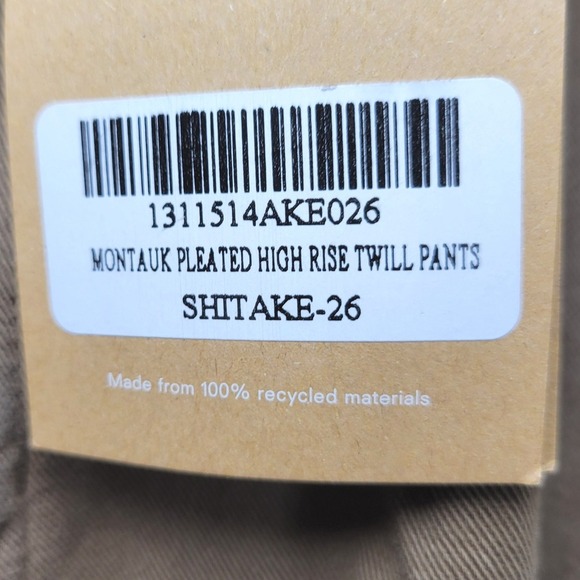 1311514AKE026
MONTAUK PLEATED HIGH RISE TWILL PANTS
SHITAKE-26
Made from 100% recycled materials